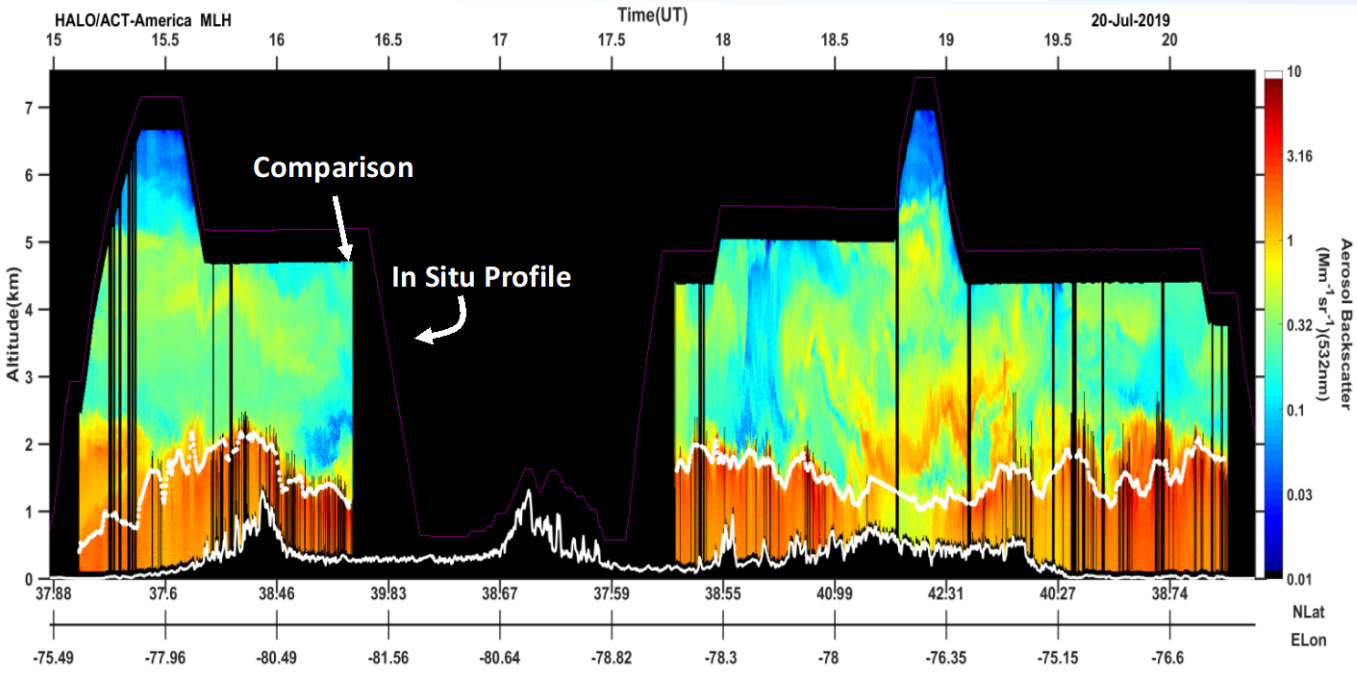 HALO/ACT-America MLH
Time(UT)
20-Jul-2019
15 15.5 16 16.5 17 17.5 18 18.5 19 19.5 20
7
6
5
4
3
2
1
0
Altitude(km)
Comparison
In Situ Profile
10
3.16
1
0.32
0.1
0.03
0.01
Aerosol Backscatter
(Mm-1sr-1)(532nm)
37.88 37.6 38.46 39.83 38.67 37.59 38.55 40.99 42.31 40.27 38.74
NLat
ELon
-75.49 -77.96 -80.49 -81.56 -80.64 -78.82 -78.3 -78 -76.35 -75.15 -76.6